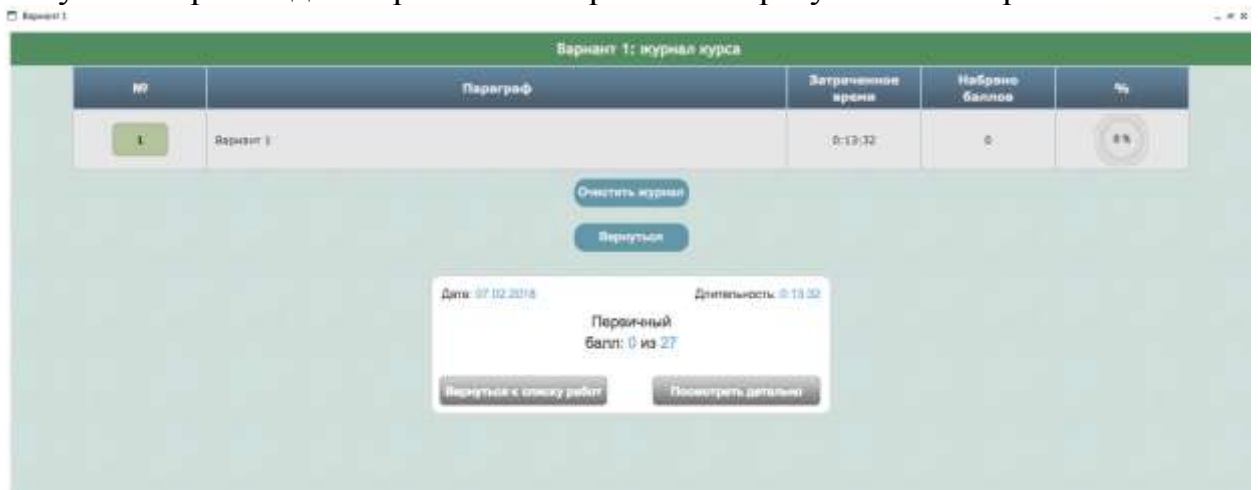 Вариант 1
Вариант 1: журнал курса
№ Параграф Затраченное время Набрано баллов %
1 Вариант 1 0:13:32 0 0 %
Очистить журнал
Вернуться
Дата: 07.02.2018 Длительность: 0:13:32
Первичный
балл: 0 из 27
Вернуться к списку работ Посмотреть детально